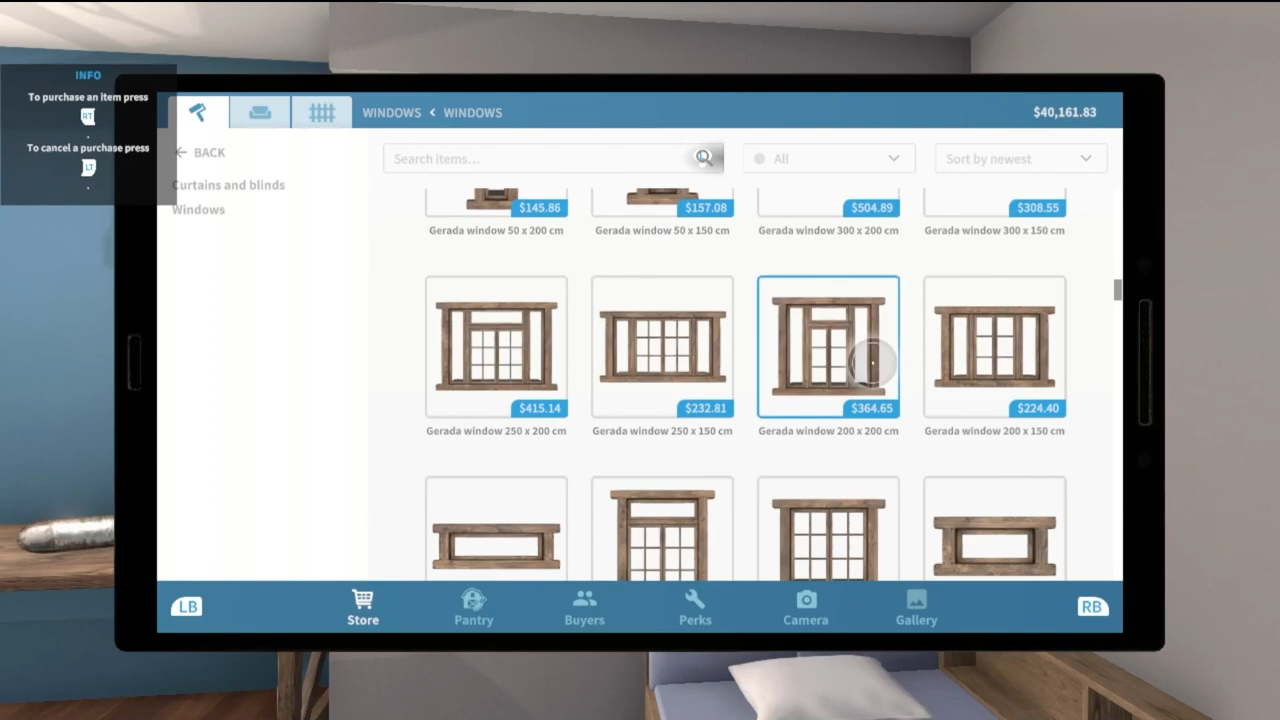 INFO
To purchase an item press
RT
.
To cancel a purchase press
LT
.
WINDOWS < WINDOWS
$40,161.83
← BACK
Curtains and blinds
Windows
Search items...
All
Sort by newest
$145.86
$157.08
$504.89
$308.55
Gerada window 50 x 200 cm
Gerada window 50 x 150 cm
Gerada window 300 x 200 cm
Gerada window 300 x 150 cm
$415.14
$232.81
$364.65
$224.40
Gerada window 250 x 200 cm
Gerada window 250 x 150 cm
Gerada window 200 x 200 cm
Gerada window 200 x 150 cm
LB
Store
Pantry
Buyers
Perks
Camera
Gallery
RB